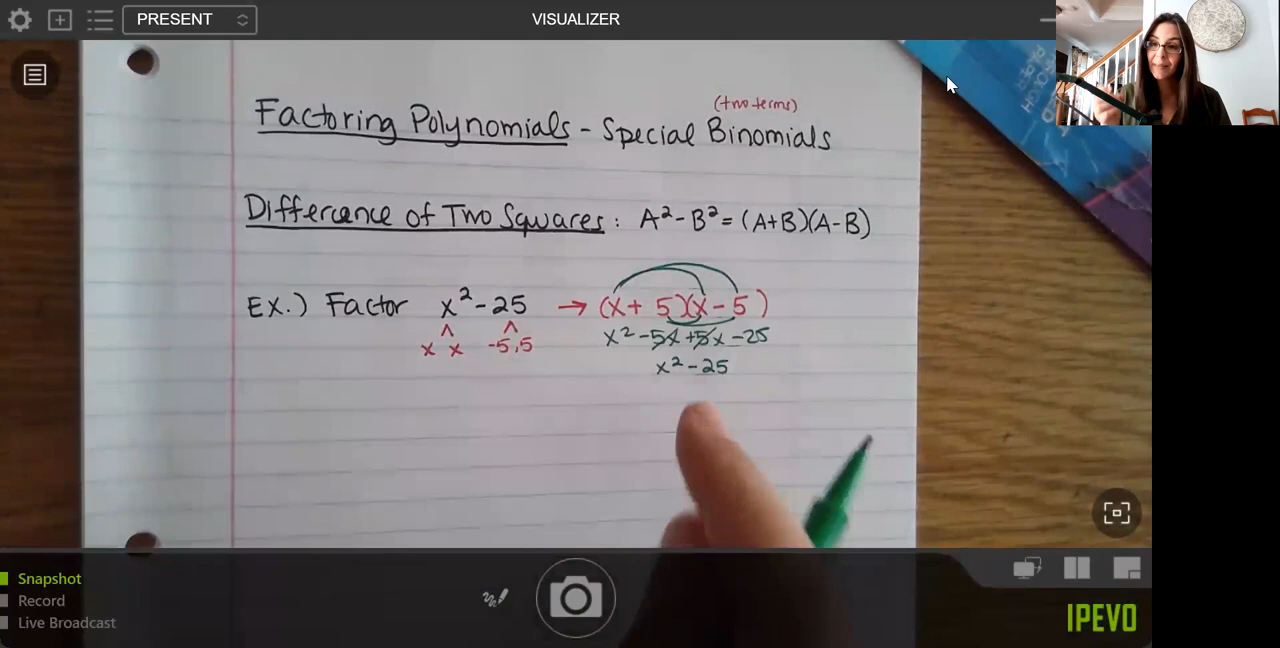 PRESENT
VISUALIZER
(two terms)
Factoring Polynomials - Special Binomials
Difference of Two Squares: A²-B²=(A+B)(A-B)
EX.) Factor x²-25 → (x+ 5)(x-5)
x x -5,5
x²-5x+5x-25
x²-25
Snapshot
Record
Live Broadcast
IPEVO